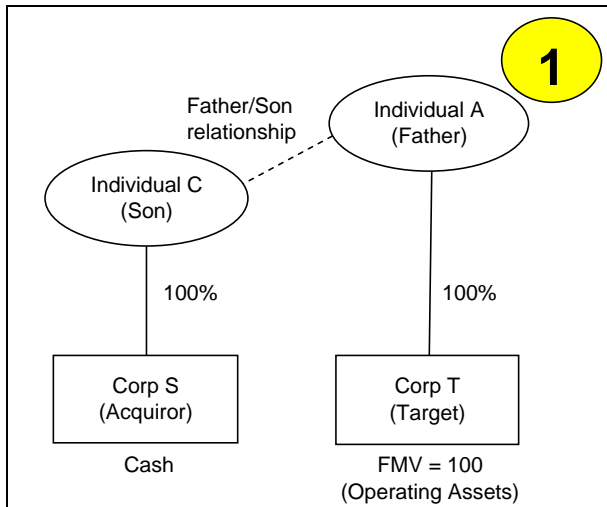 1
Father/Son
relationship
Individual A
(Father)
Individual C
(Son)
100%
100%
Corp S
(Acquiror)
Corp T
(Target)
Cash
FMV = 100
(Operating Assets)